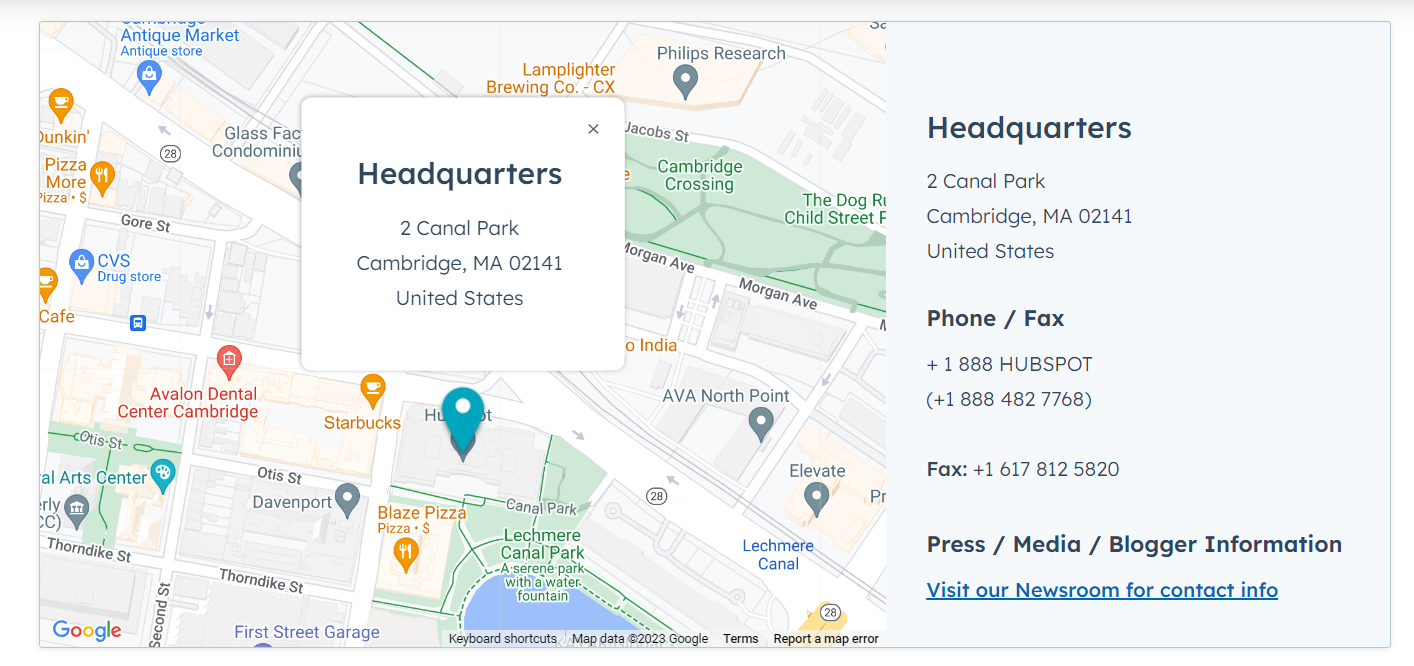 Antique Market
Antique store
Dunkin'
Pizza
More
Pizza • $
Gore St
CVS
Drug store
Cafe
28
Glass Fac
Condominiu
Lamplighter
Brewing Co. - CX
Philips Research
Jacobs St
Cambridge
Crossing
The Dog Ru
Child Street P
Morgan Ave
Morgan Ave
o India
AVA North Point
Headquarters
2 Canal Park
Cambridge, MA 02141
United States
Avalon Dental
Center Cambridge
Starbucks
Hu t
Otis St
Otis St
ral Arts Center
erly
CC)
Davenport
Thorndike St
Thorndike St
Second St
Blaze Pizza
Pizza • $
Canal Park
Lechmere
Canal Park
A serene park
with a water
fountain
28
Elevate
Pr
Lechmere
Canal
28
First Street Garage
Google
Keyboard shortcuts
Map data ©2023 Google
Terms
Report a map error
Headquarters
2 Canal Park
Cambridge, MA 02141
United States
Phone / Fax
+ 1 888 HUBSPOT
(+1 888 482 7768)
Fax: +1 617 812 5820
Press / Media / Blogger Information
Visit our Newsroom for contact info